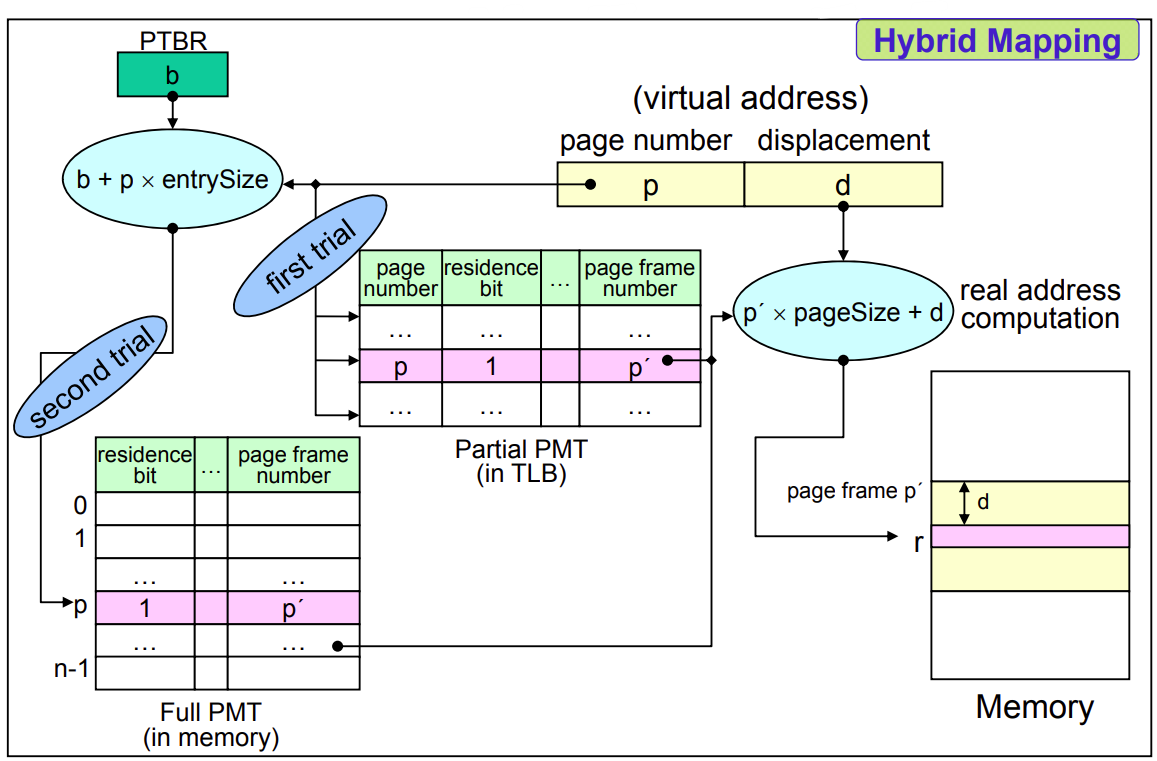 Hybrid Mapping
PTBR
b
(virtual address)
page number displacement
p d
b + p × entrySize
first trial
page number residence bit … page frame number
… … …
p 1 p´
… … …
Partial PMT
(in TLB)
p´ × pageSize + d
real address
computation
second trial
residence bit … page frame number
0
1
… …
p 1 p´
… …
n-1
Full PMT
(in memory)
page frame p´
d
r
Memory